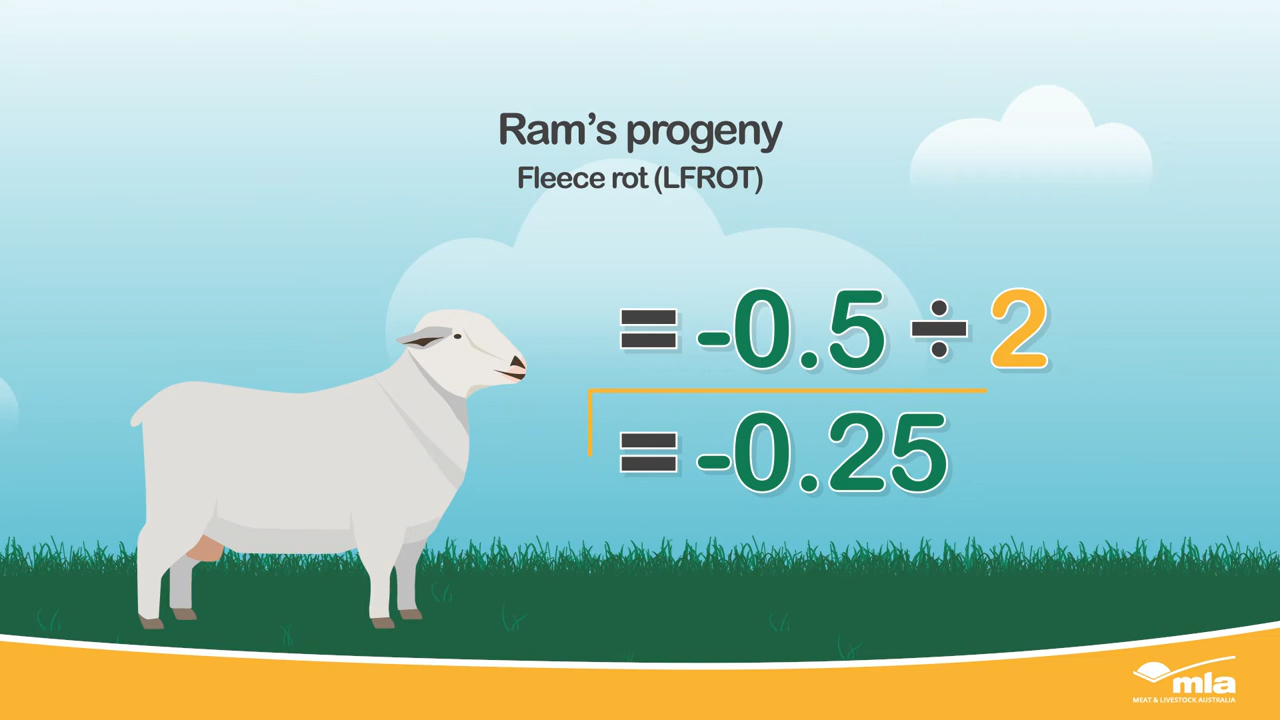 Ram's progeny
Fleece rot (LFROT)
= -0.5 ÷ 2
= -0.25
mla
MEAT & LIVESTOCK AUSTRALIA